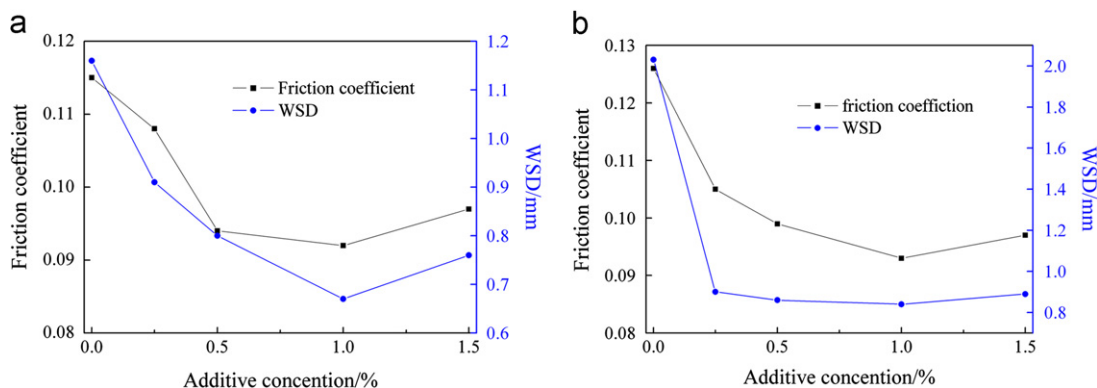 a
Friction coefficient
0.12
0.11
0.10
0.09
0.08
0.0
0.5
1.0
1.5
Additive concention/%
1.2
1.1
1.0
0.9
0.8
0.7
0.6
WSD/mm
Friction coefficient
WSD
b
Friction coefficient
0.13
0.12
0.11
0.10
0.09
0.08
0.0
0.5
1.0
1.5
Additive concention/%
2.0
1.8
1.6
1.4
1.2
1.0
0.8
WSD/mm
friction coeffiction
WSD